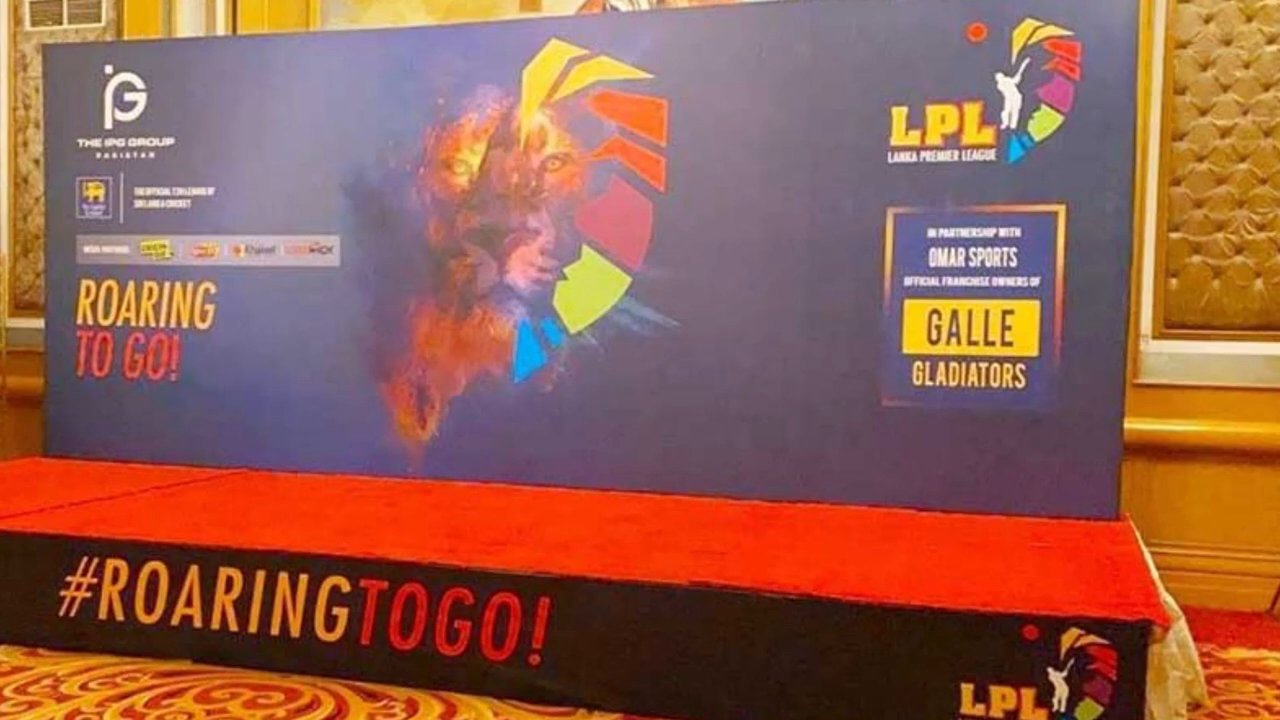 THE IPG GROUP
PAKISTAN
THE OFFICIAL T20 LEAGUE OF
SRI LANKA CRICKET
ROARING
TO GO!
LPL
LANKA PREMIER LEAGUE
IN PARTNERSHIP WITH
OMAR SPORTS
OFFICIAL FRANCHISE OWNERS OF
GALLE
GLADIATORS
#ROARINGTOGO!
LPL